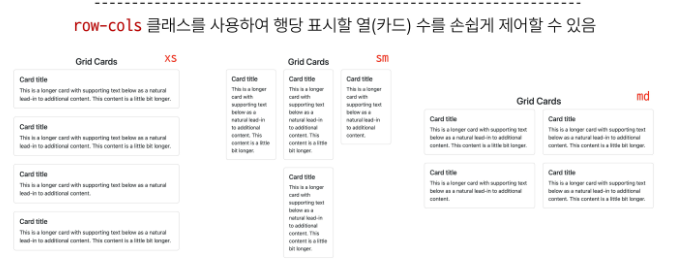 row-cols 클래스를 사용하여 행당 표시할 열(카드) 수를 손쉽게 제어할 수 있음
Grid Cards
xs
Card title
This is a longer card with supporting text below as a natural
lead-in to additional content. This content is a little bit longer.
Card title
This is a longer card with supporting text below as a natural
lead-in to additional content. This content is a little bit longer.
Card title
This is a longer card with supporting text below as a natural
lead-in to additional content.
Card title
This is a longer card with supporting text below as a natural
lead-in to additional content. This content is a little bit longer.
Grid Cards
sm
Card title
This is a longer
card with
supporting text
below as a
natural lead-in
to additional
content. This
content is a little
bit longer.
Card title
This is a longer
card with
supporting text
below as a
natural lead-in
to additional
content. This
content is a little
bit longer.
Card title
This is a longer
card with
supporting text
below as a
natural lead-in
to additional
content.
Card title
This is a longer
card with
supporting text
below as a
natural lead-in
to additional
content. This
content is a little
bit longer.
Grid Cards
md
Card title
This is a longer card with supporting text
below as a natural lead-in to additional
content. This content is a little bit longer.
Card title
This is a longer card with supporting text
below as a natural lead-in to additional
content. This content is a little bit longer.
Card title
This is a longer card with supporting text
below as a natural lead-in to additional
content.
Card title
This is a longer card with supporting text
below as a natural lead-in to additional
content. This content is a little bit longer.